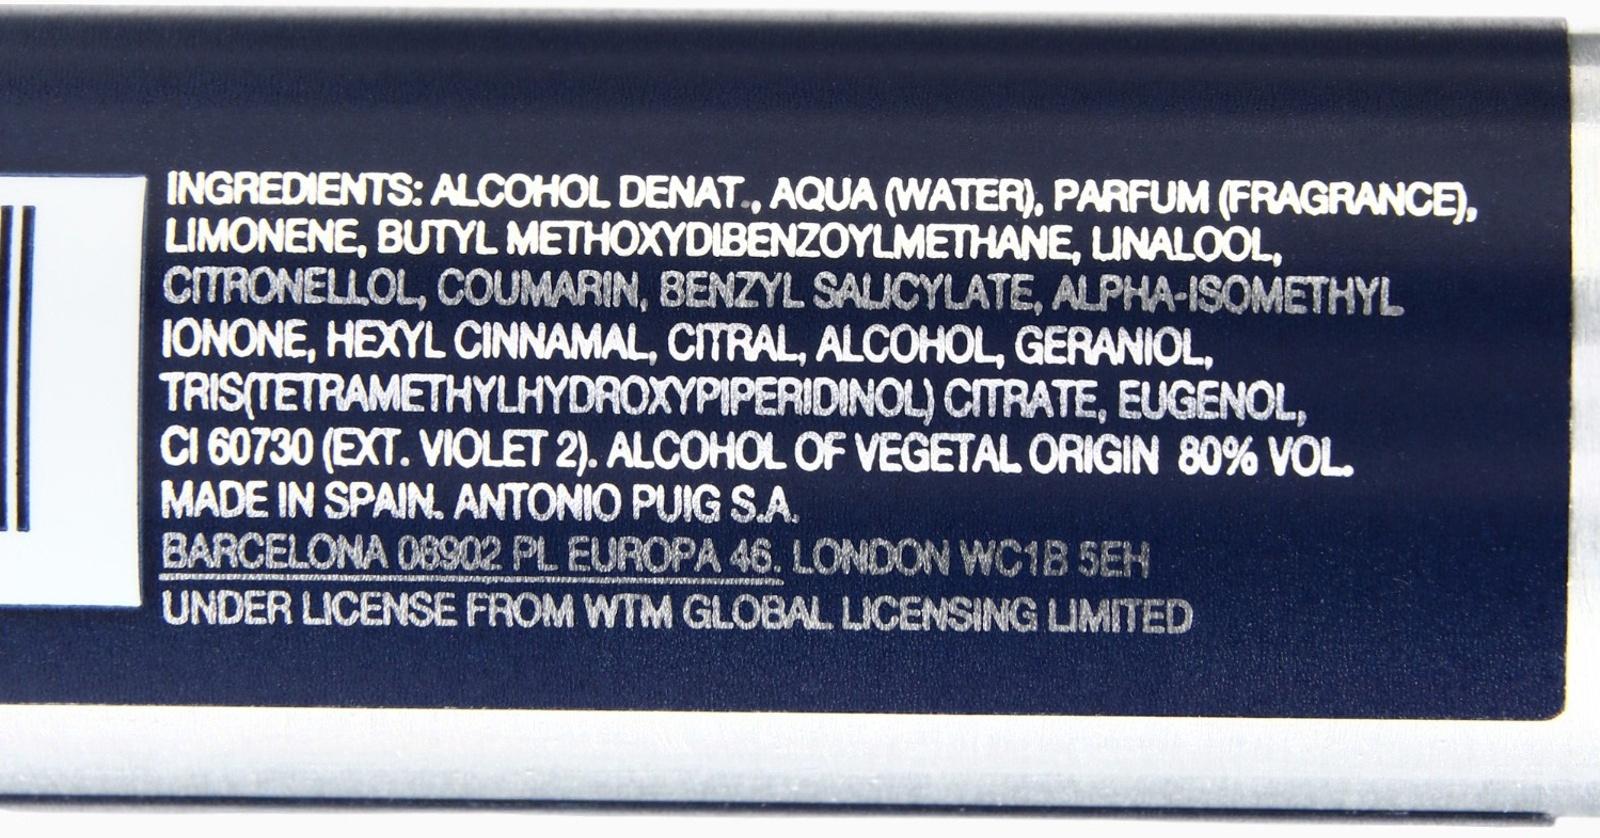 INGREDIENTS: ALCOHOL DENAT., AQUA (WATER), PARFUM (FRAGRANCE),
LIMONENE, BUTYL METHOXYDIBENZOYLMETHANE, LINALOOL,
CITRONELLOL, COUMARIN, BENZYL SALICYLATE, ALPHA-ISOMETHYL
IONONE, HEXYL CINNAMAL, CITRAL, ALCOHOL, GERANIOL,
TRIS(TETRAMETHYLHYDROXYPIPERIDINOL) CITRATE, EUGENOL,
CI 60730 (EXT. VIOLET 2). ALCOHOL OF VEGETAL ORIGIN 80% VOL.
MADE IN SPAIN. ANTONIO PUIG S.A.
BARCELONA 08902 PL EUROPA 46. LONDON WC1B 5EH
UNDER LICENSE FROM WTM GLOBAL LICENSING LIMITED